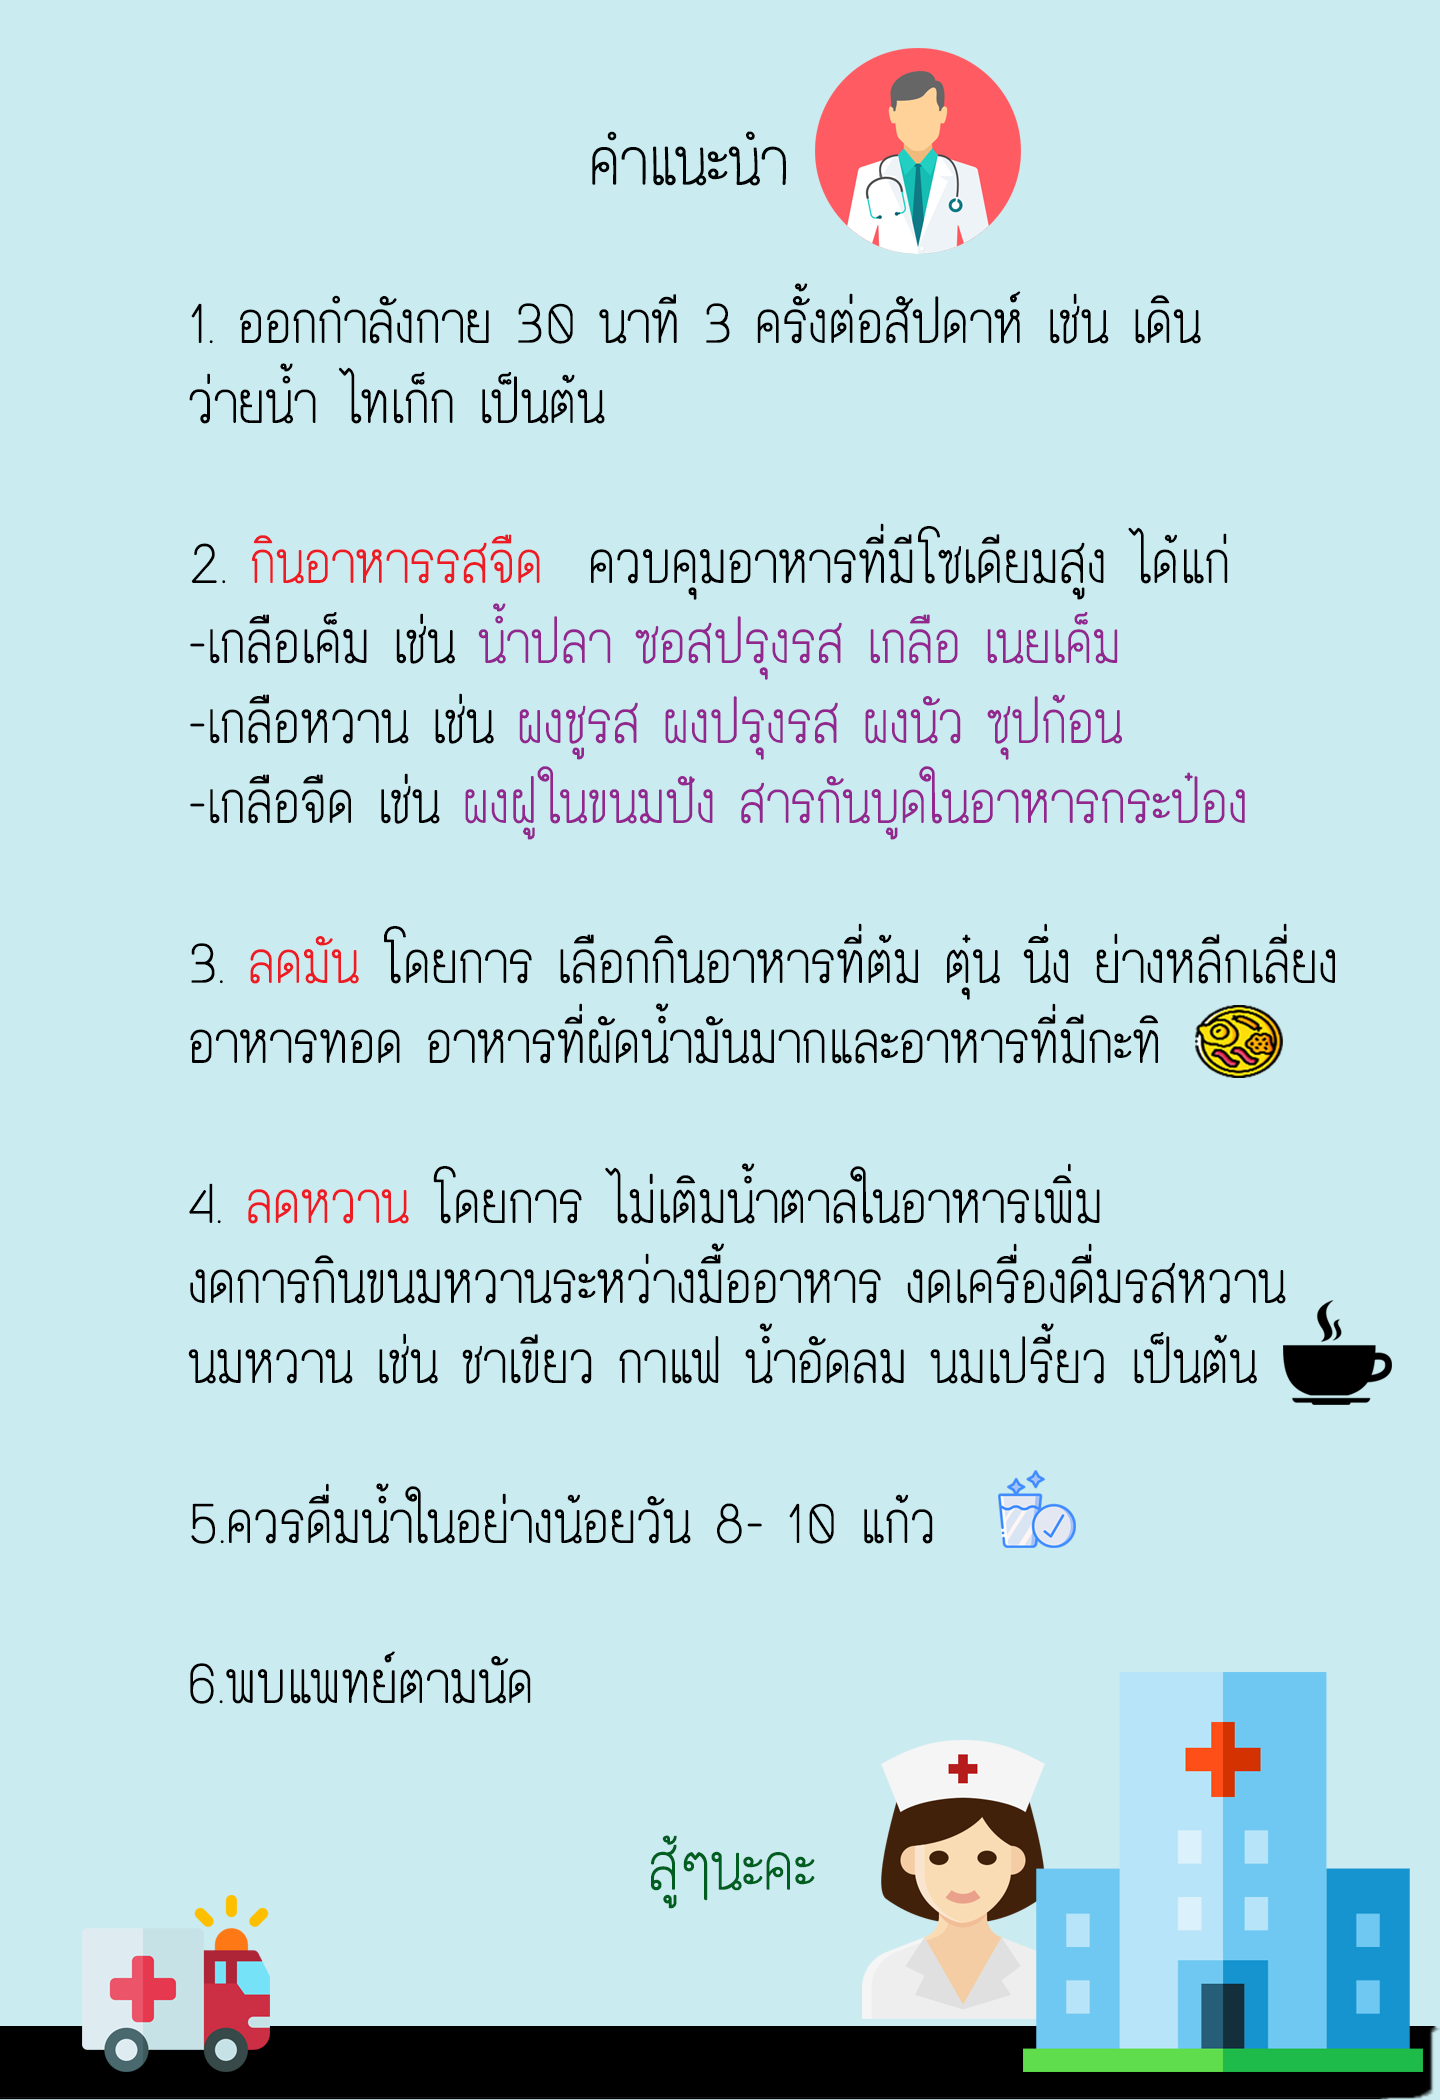 คำแนะนำ
1. ออกกำลังกาย 30 นาที 3 ครั้งต่อสัปดาห์ เช่น เดิน
ว่ายน้ำ ไทเก็ก เป็นต้น
2. กินอาหารรสจืด ควบคุมอาหารที่มีโซเดียมสูง ได้แก่
-เกลือเค็ม เช่น น้ำปลา ซอสปรุงรส เกลือ เนยเค็ม
-เกลือหวาน เช่น ผงชูรส ผงปรุงรส ผงนัว ซุปก้อน
-เกลือจืด เช่น ผงฝูในขนมปัง สารกันบูดในอาหารกระป๋อง
3. ลดมัน โดยการ เลือกกินอาหารที่ต้ม ตุ๋น นึ่ง ย่างหลีกเลี่ยง
อาหารทอด อาหารที่ผัดน้ำมันมากและอาหารที่มีกะทิ
4. ลดหวาน โดยการ ไม่เติมน้ำตาลในอาหารเพิ่ม
งดการกินขนมหวานระหว่างมื้ออาหาร งดเครื่องดื่มรสหวาน
นมหวาน เช่น ชาเขียว กาแฟ น้ำอัดลม นมเปรี้ยว เป็นต้น
5.ควรดื่มน้ำในอย่างน้อยวัน 8- 10 แก้ว
6.พบแพทย์ตามนัด
สู้ๆนะคะ